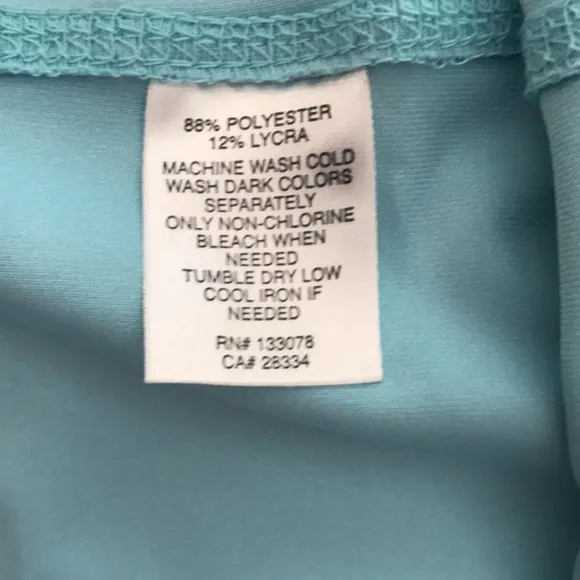 88% POLYESTER
12% LYCRA
MACHINE WASH COLD
WASH DARK COLORS
SEPARATELY
ONLY NON-CHLORINE
BLEACH WHEN
NEEDED
TUMBLE DRY LOW
COOL IRON IF
NEEDED
RN# 133078
CA# 28334